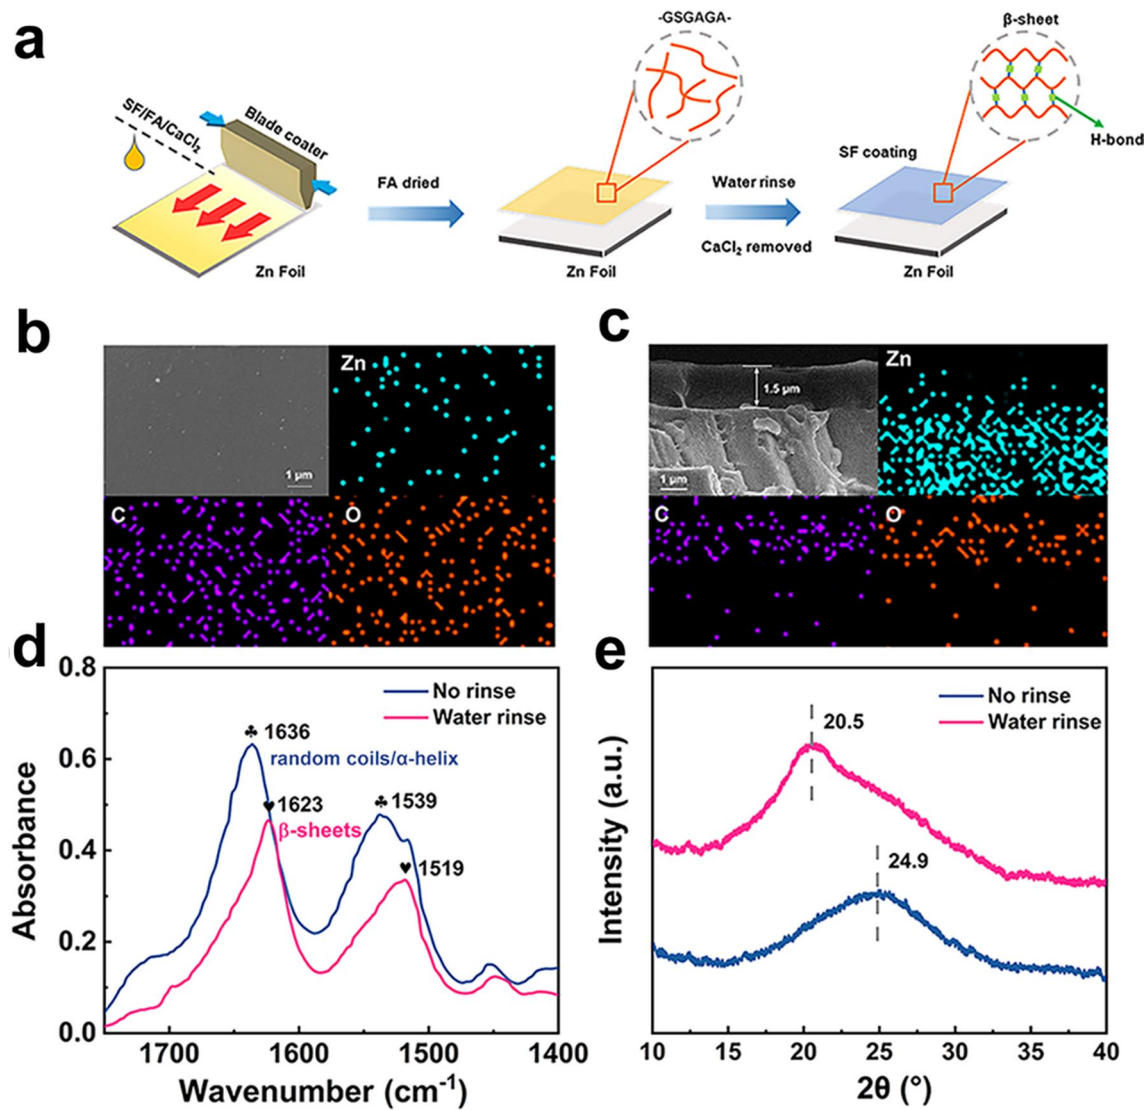 a
SF/FA/CaCl₂
Blade coater
Zn Foil
FA dried
-GSGAGA-
Zn Foil
Water rinse
CaCl₂ removed
β-sheet
H-bond
SF coating
Zn Foil
b
1 μm
Zn
C
O
c
1.5 μm
1 μm
Zn
C
O
d
Absorbance
0.8
0.6
0.4
0.2
0.0
No rinse
Water rinse
♣ 1636
random coils/α-helix
♥ 1623
β-sheets
♣ 1539
♥ 1519
1700 1600 1500 1400
Wavenumber (cm⁻¹)
e
Intensity (a.u.)
No rinse
Water rinse
20.5
24.9
10 15 20 25 30 35 40
2θ (°)